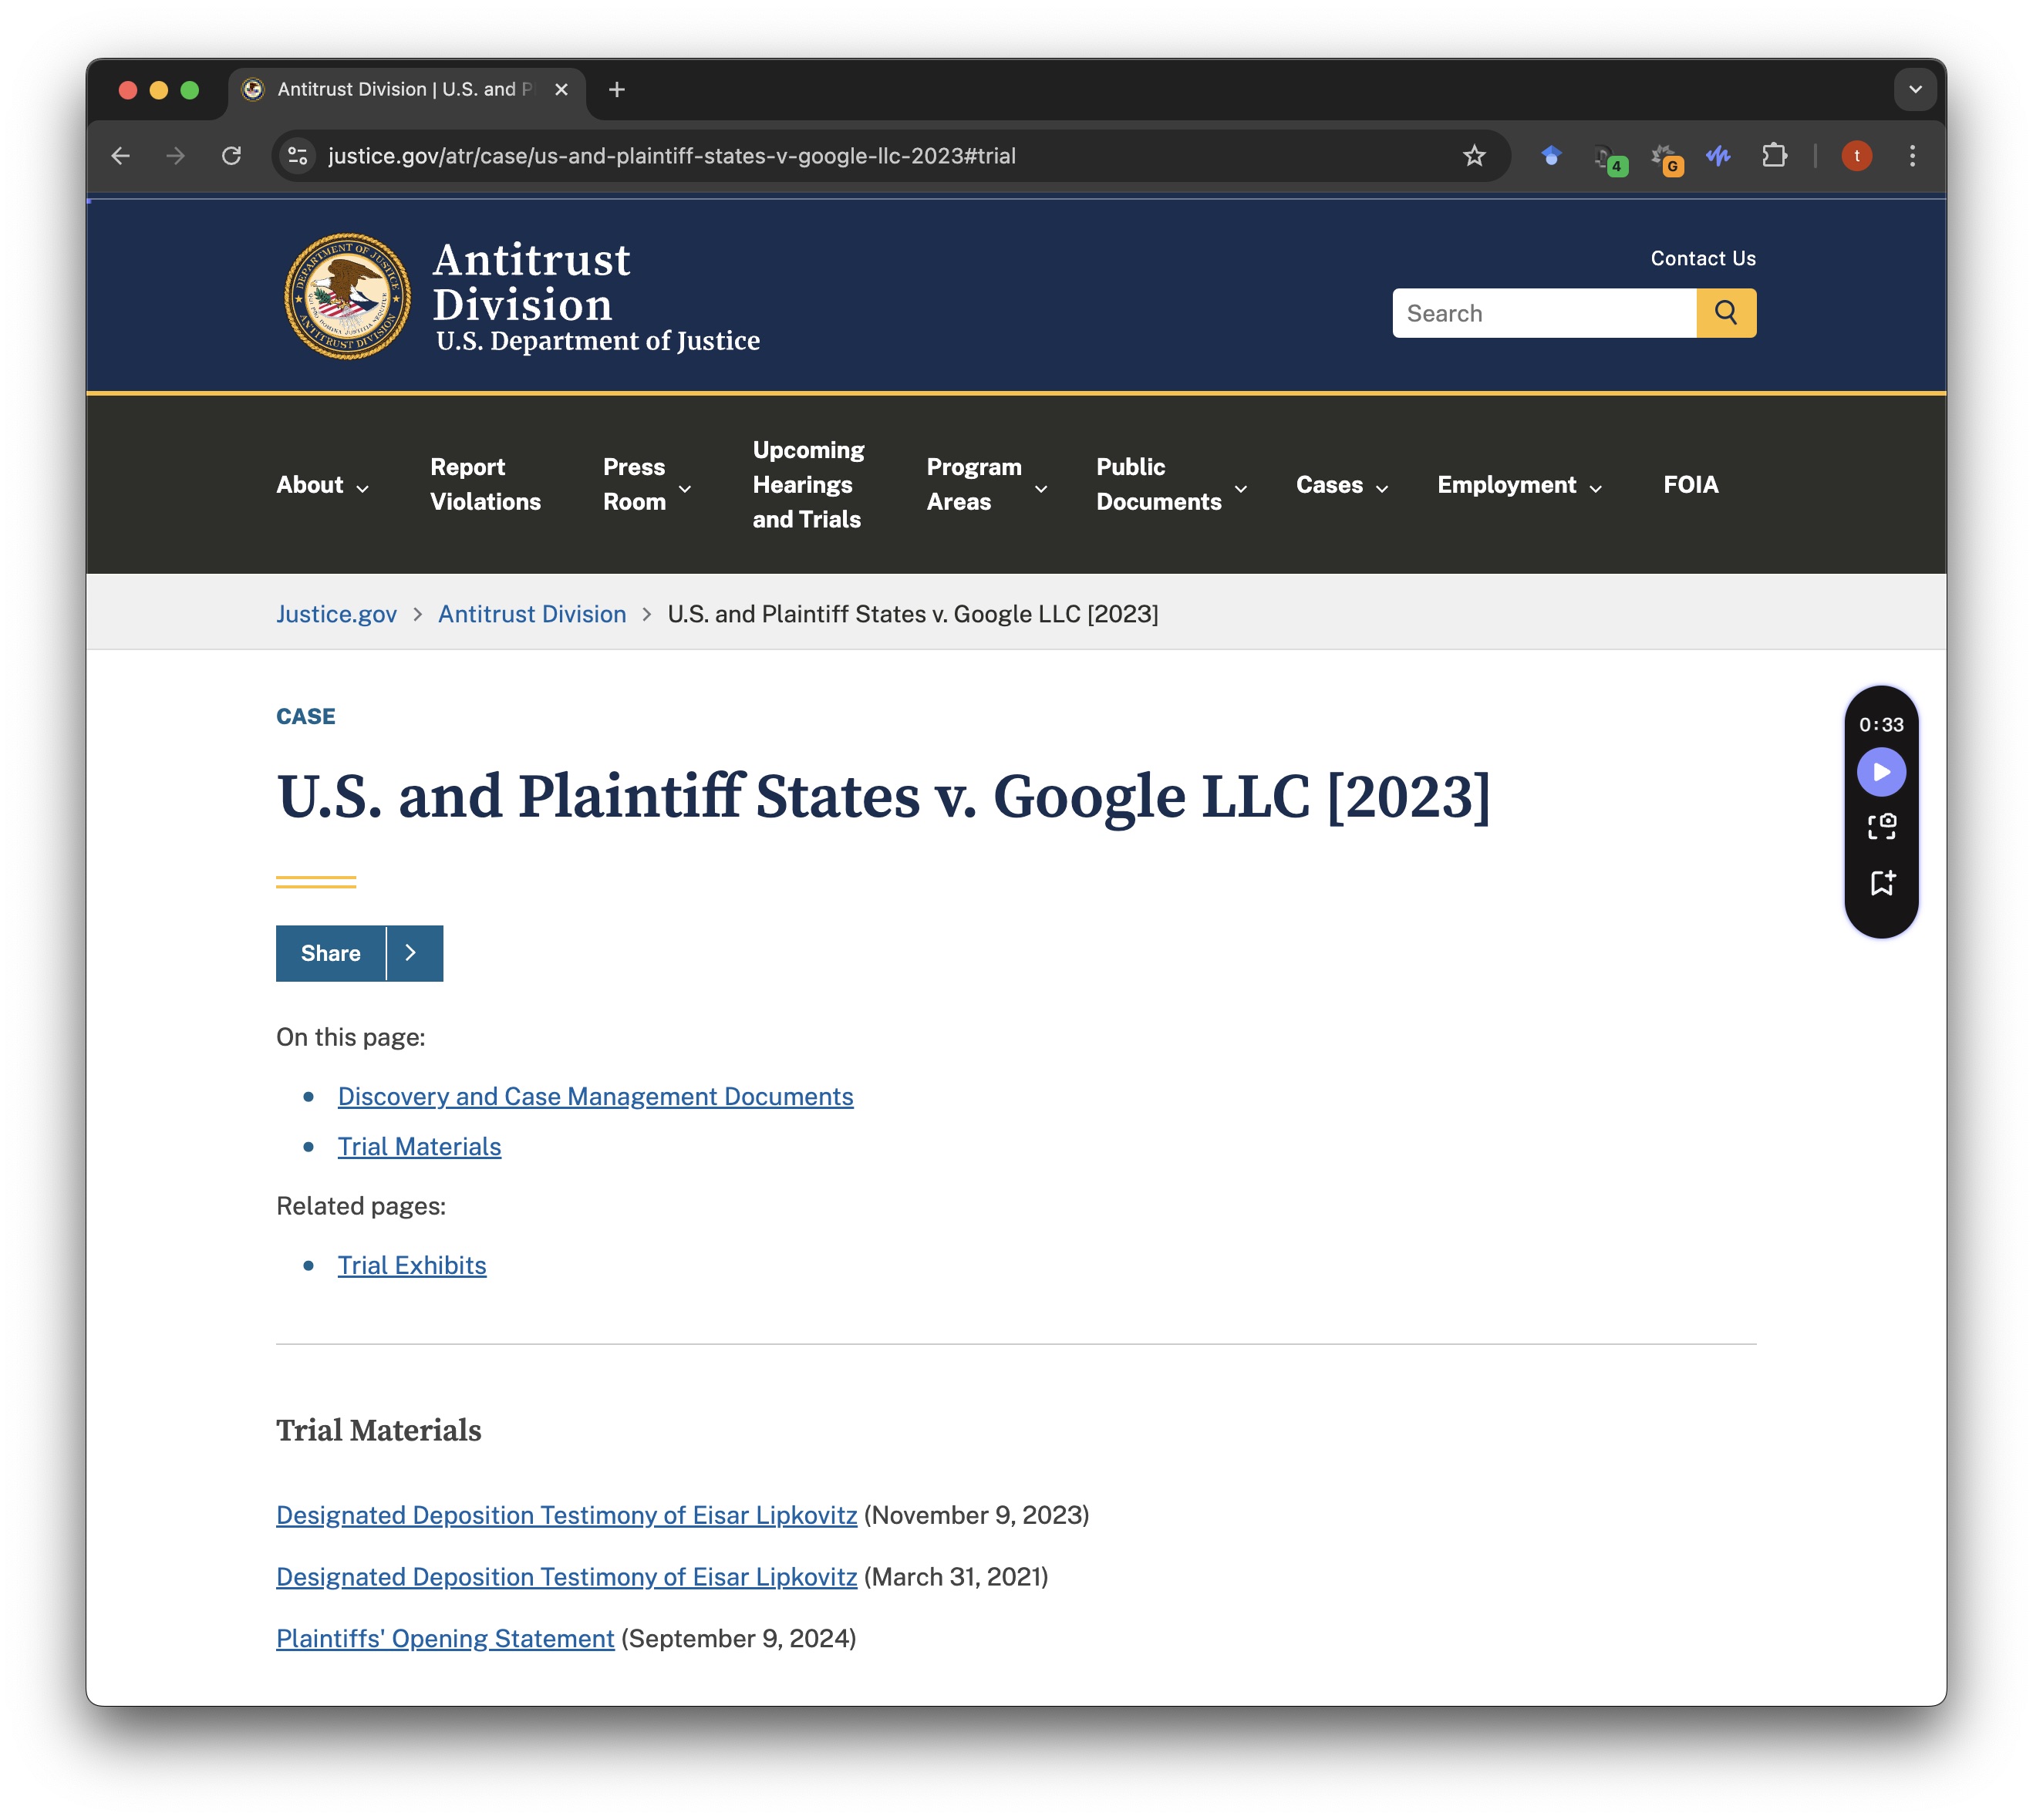 Antitrust Division | U.S. and P
justice.gov/atr/case/us-and-plaintiff-states-v-google-llc-2023#trial
4
G
t
DEPARTMENT OF JUSTICE
ANTITRUST DIVISION
Antitrust
Division
U.S. Department of Justice
Contact Us
Search
About
Report
Violations
Press
Room
Upcoming
Hearings
and Trials
Program
Areas
Public
Documents
Cases
Employment
FOIA
Justice.gov > Antitrust Division > U.S. and Plaintiff States v. Google LLC [2023]
CASE
0:33
U.S. and Plaintiff States v. Google LLC [2023]
Share
On this page:
Discovery and Case Management Documents
Trial Materials
Related pages:
Trial Exhibits
Trial Materials
Designated Deposition Testimony of Eisar Lipkovitz (November 9, 2023)
Designated Deposition Testimony of Eisar Lipkovitz (March 31, 2021)
Plaintiffs' Opening Statement (September 9, 2024)